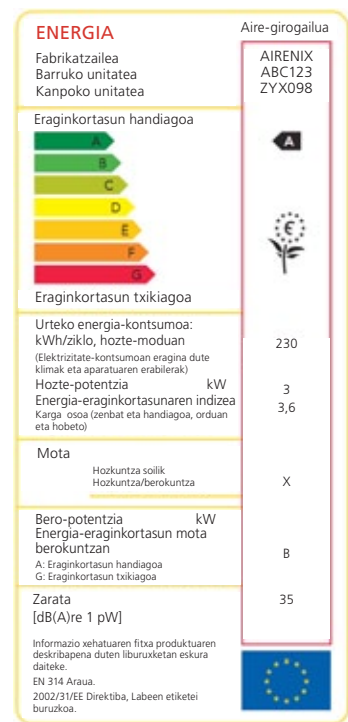 ENERGIA
Aire-girogailua
Fabrikatzailea
AIRENIX
Barruko unitatea
ABC123
Kanpoko unitatea
ZYX098
Eraginkortasun handiagoa
A
A
B
C
D
E
F
G
Eraginkortasun txikiagoa
Urteko energia-kontsumoa:
kWh/ziklo, hozte-moduan
230
(Elektrizitate-kontsumoan eragina dute
klimak eta aparatuaren erabilerak)
Hozte-potentzia kW
3
Energia-eraginkortasunaren indizea
3,6
Karga osoa (zenbat eta handiagoa, orduan
eta hobeto)
Mota
Hozkuntza soilik
Hozkuntza/berokuntza
X
Bero-potentzia kW
Energia-eraginkortasun mota
berokuntzan
B
A: Eraginkortasun handiagoa
G: Eraginkortasun txikiagoa
Zarata
35
[dB(A)re 1 pW]
Informazio xehatuaren fitxa produktuaren
deskribapena duten liburuxketan eskura
daiteke.
EN 314 Araua.
2002/31/EE Direktiba, Labeen etiketei
buruzkoa.